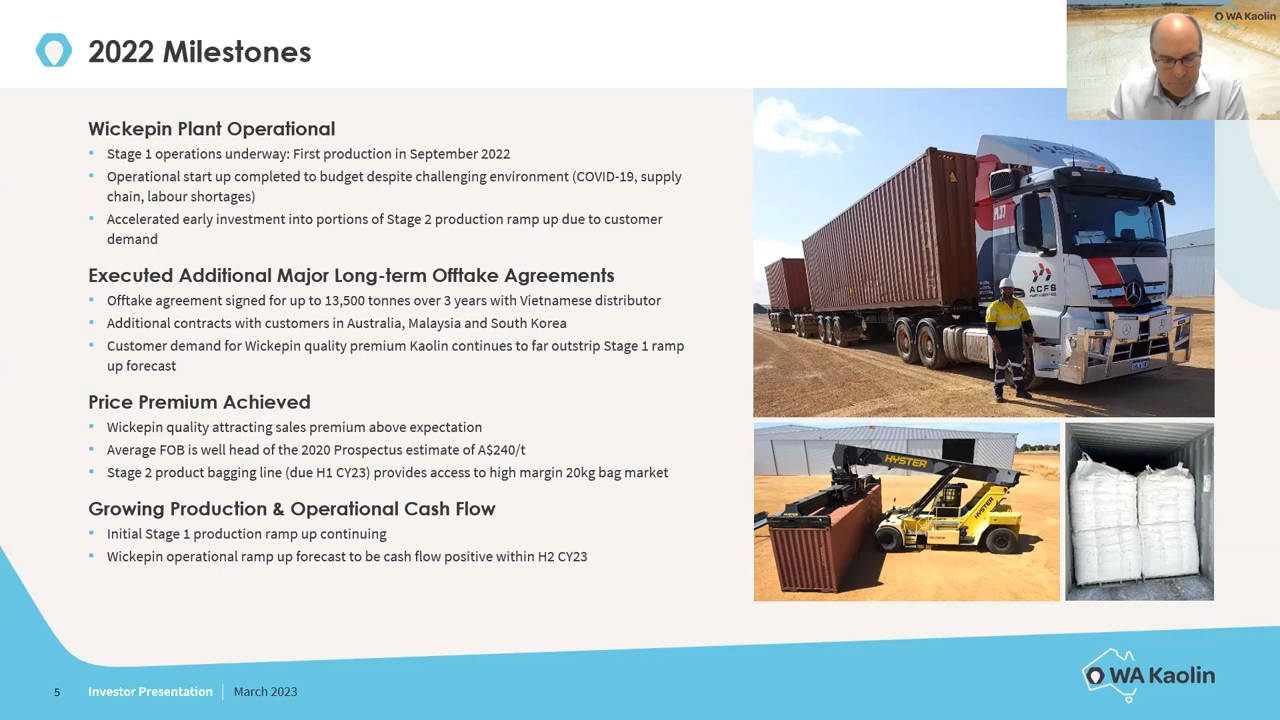 2022 Milestones
WA Kaolin
Wickepin Plant Operational
Stage 1 operations underway: First production in September 2022
Operational start up completed to budget despite challenging environment (COVID-19, supply
chain, labour shortages)
Accelerated early investment into portions of Stage 2 production ramp up due to customer
demand
Executed Additional Major Long-term Offtake Agreements
Offtake agreement signed for up to 13,500 tonnes over 3 years with Vietnamese distributor
Additional contracts with customers in Australia, Malaysia and South Korea
Customer demand for Wickepin quality premium Kaolin continues to far outstrip Stage 1 ramp
up forecast
Price Premium Achieved
Wickepin quality attracting sales premium above expectation
Average FOB is well head of the 2020 Prospectus estimate of A$240/t
Stage 2 product bagging line (due H1 CY23) provides access to high margin 20kg bag market
Growing Production & Operational Cash Flow
Initial Stage 1 production ramp up continuing
Wickepin operational ramp up forecast to be cash flow positive within H2 CY23
ACFS
HYSTER
HYSTER
5 Investor Presentation March 2023
WA Kaolin